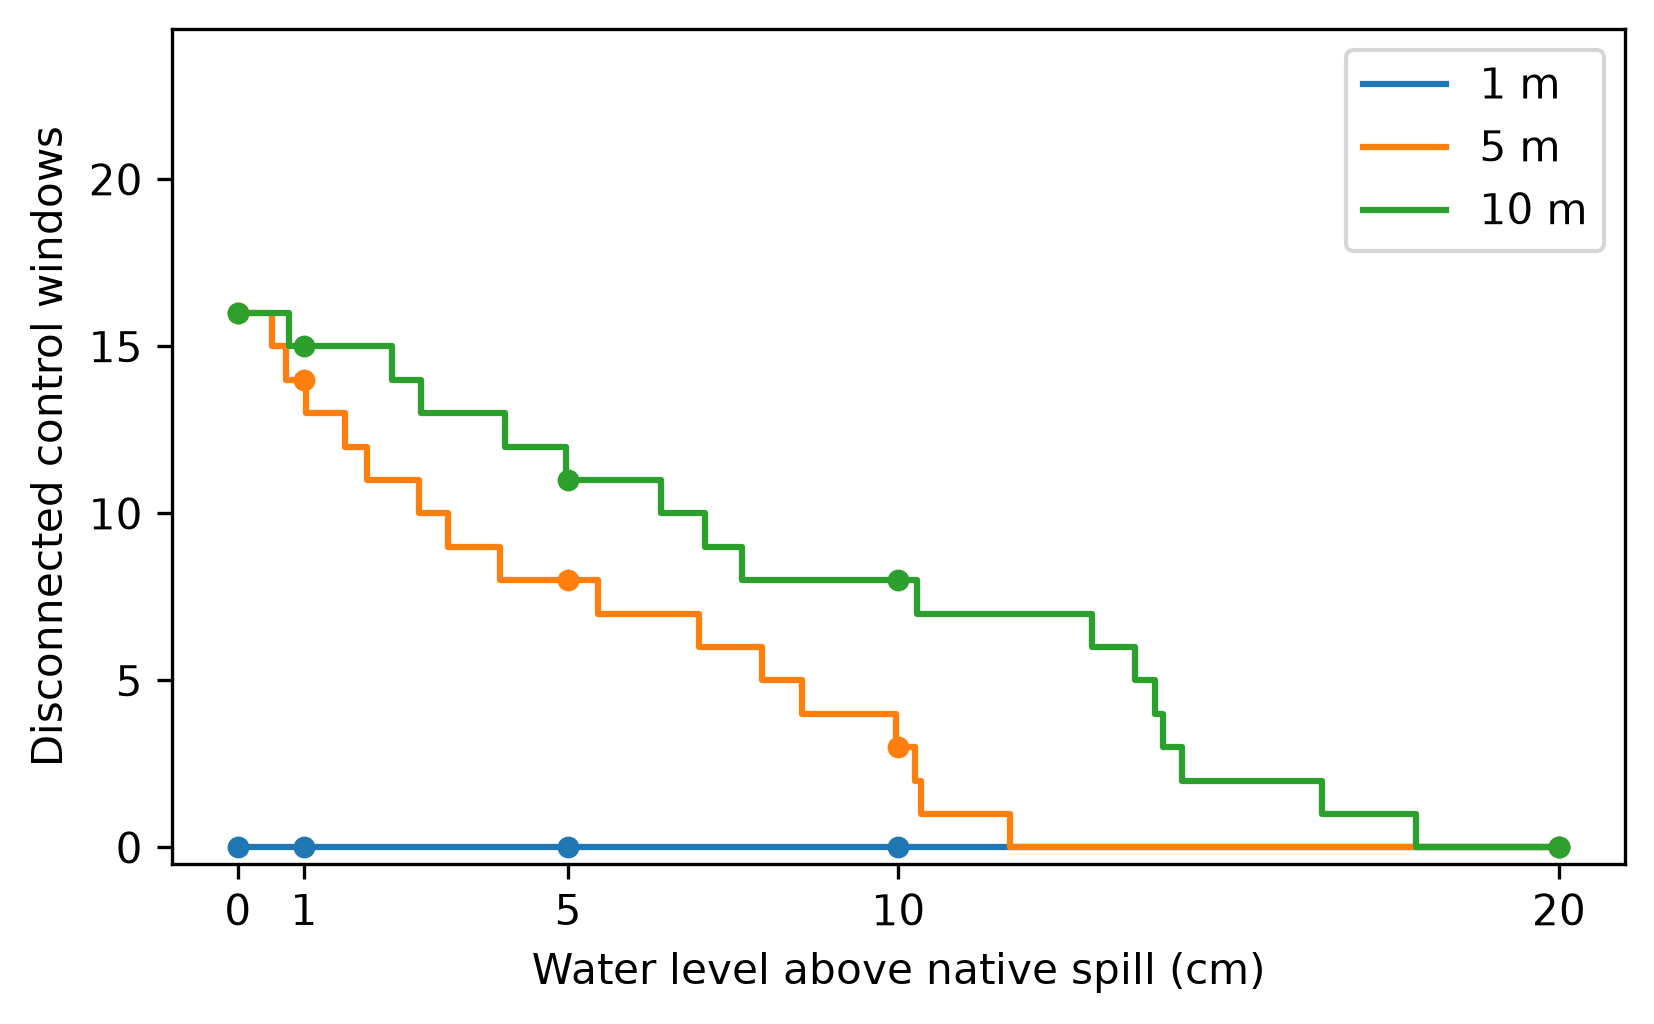 Disconnected control windows
20
15
10
5
0
1 m
5 m
10 m
0 1 5 10 20
Water level above native spill (cm)